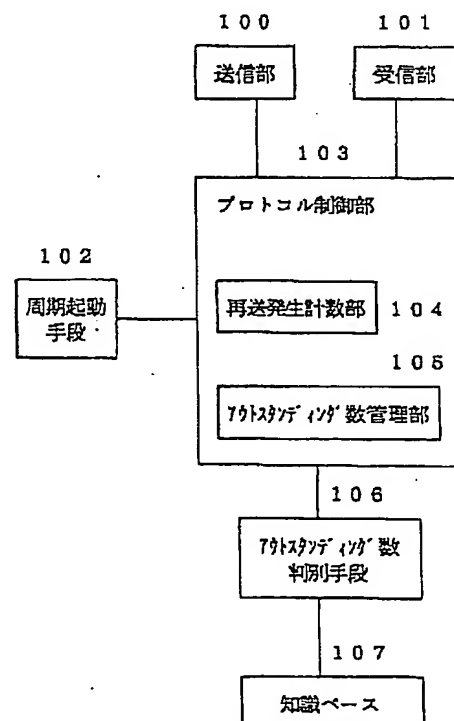 100
101
送信部
受信部
103
プロトコル制御部
102
周期起動
手段
再送発生計数部
104
105
アウトスタンディング数管理部
106
アウトスタンディング数
判別手段
107
知識ベース